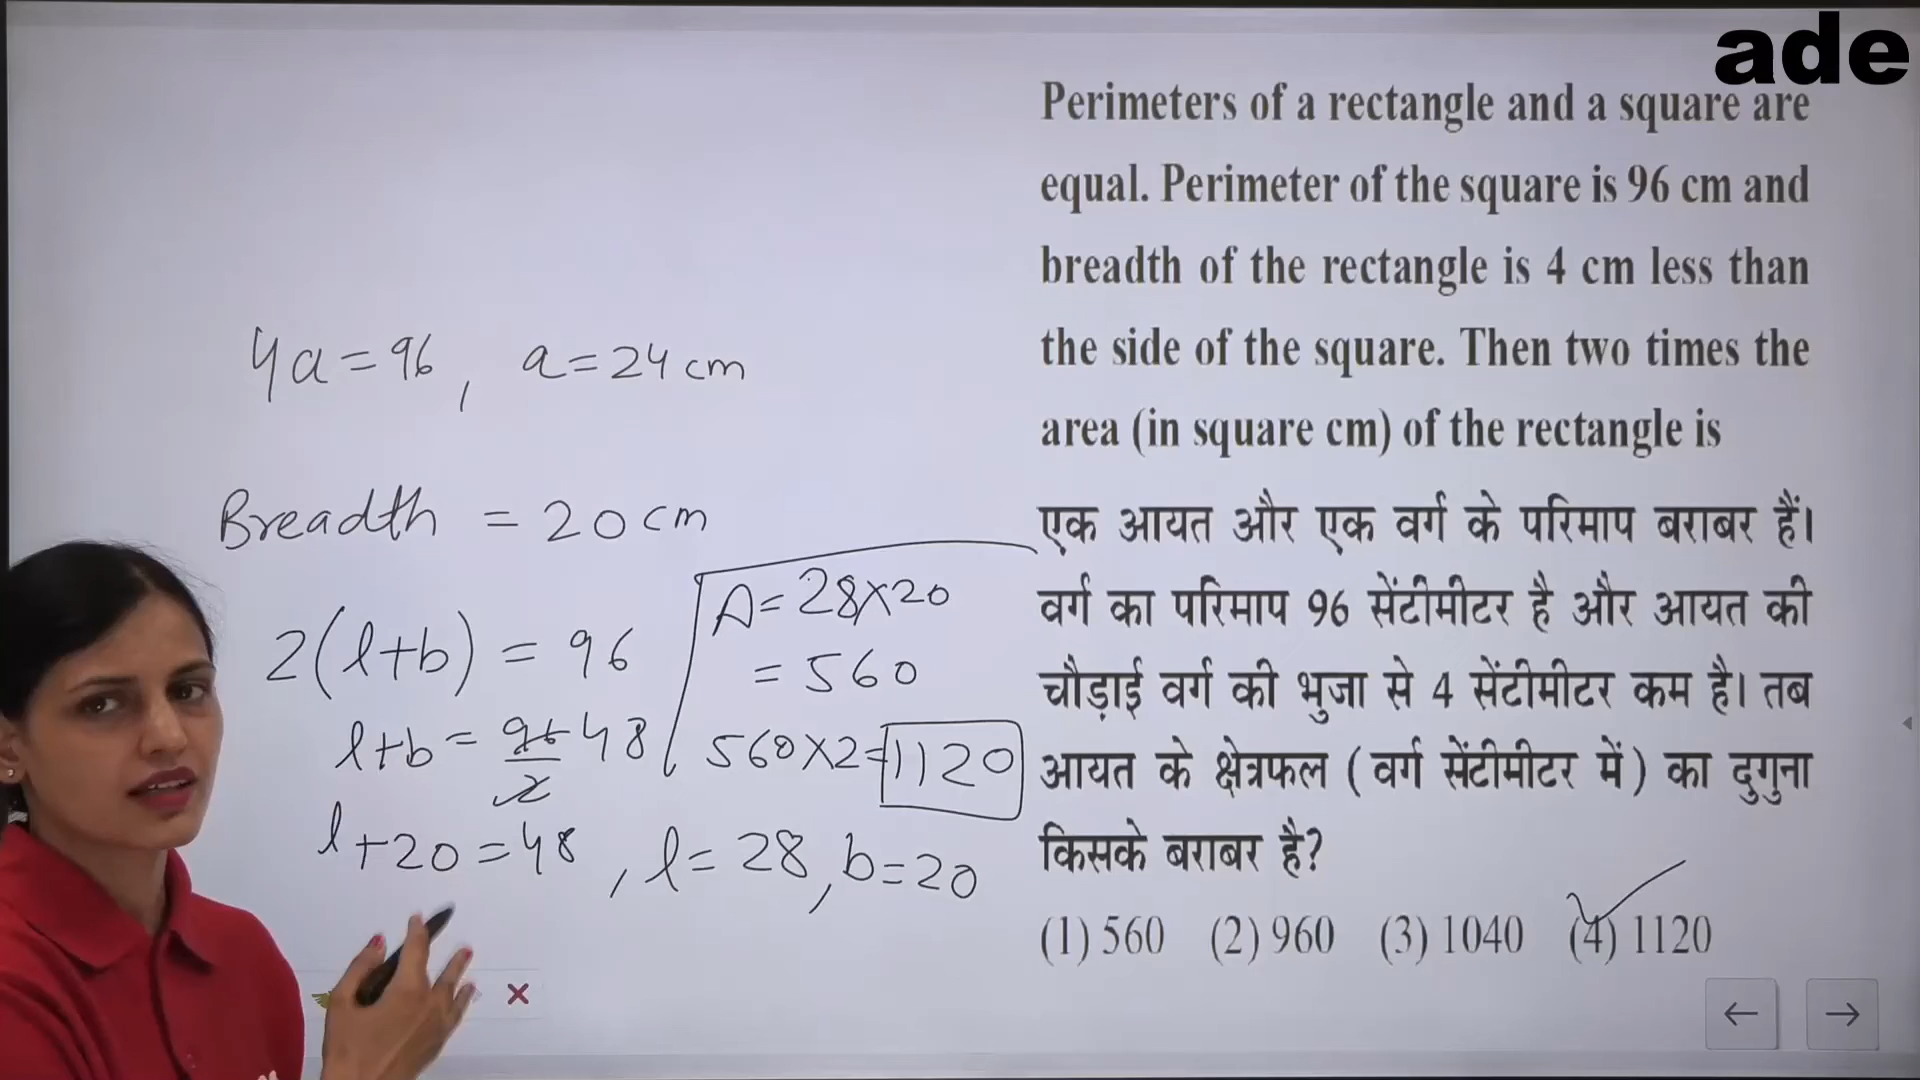 ade
Perimeters of a rectangle and a square are
equal. Perimeter of the square is 96 cm and
breadth of the rectangle is 4 cm less than
the side of the square. Then two times the
area (in square cm) of the rectangle is
एक आयत और एक वर्ग के परिमाप बराबर हैं।
वर्ग का परिमाप 96 सेंटीमीटर है और आयत की
चौड़ाई वर्ग की भुजा से 4 सेंटीमीटर कम है। तब
आयत के क्षेत्रफल (वर्ग सेंटीमीटर में) का दुगुना
किसके बराबर है?
(1) 560 (2) 960 (3) 1040 (4) 1120
4a = 96, a = 24 cm
Breadth = 20 cm
2(l+b) = 96
l+b = 96/2 48
l+20 = 48, l = 28, b = 20
A = 28×20
= 560
560×2 = 1120